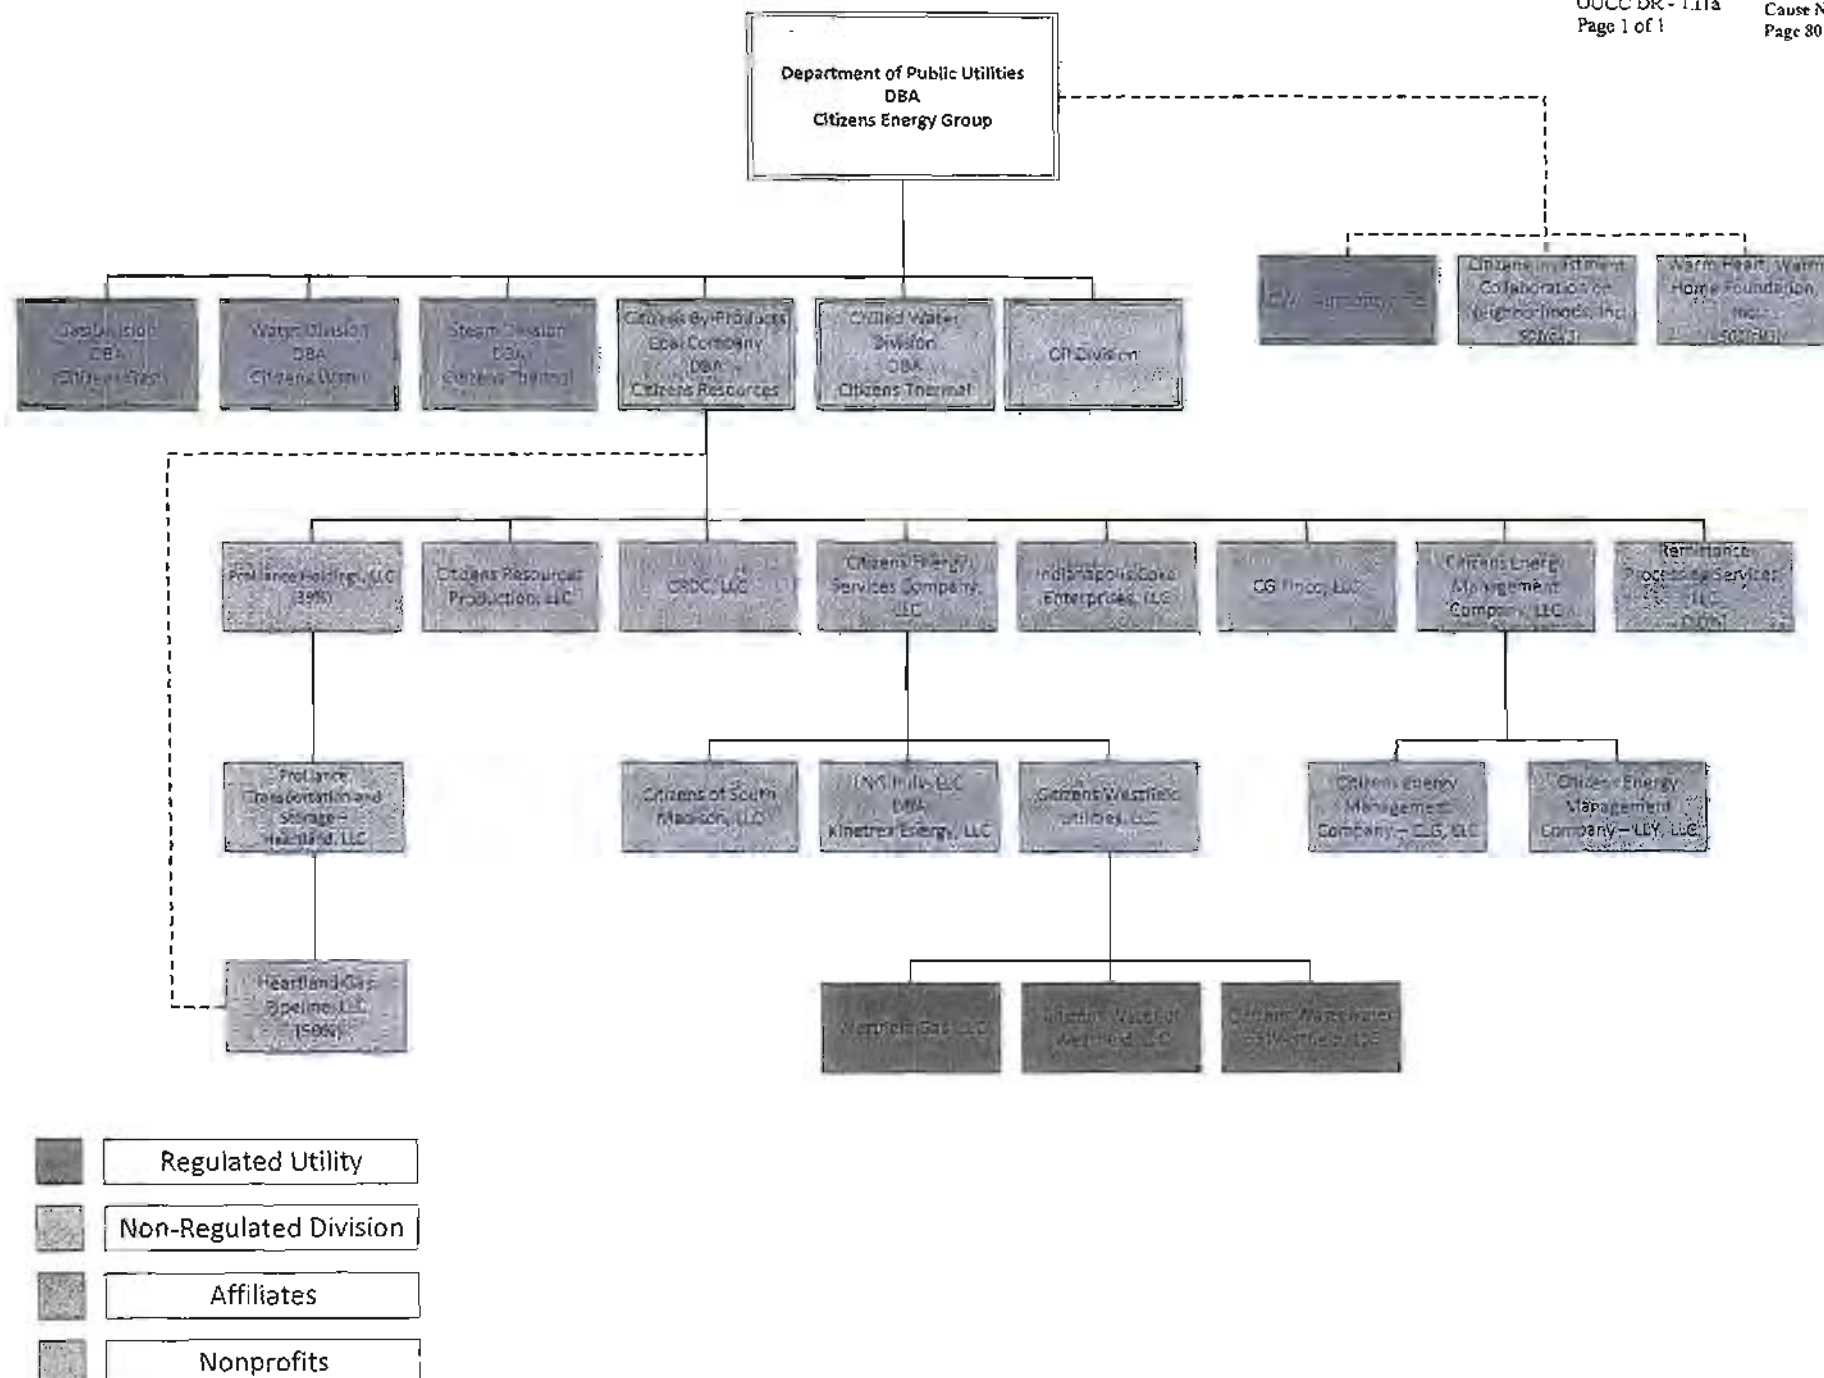 OUCC DR - 1.11a
Page 1 of 1
Cause N
Page 80
Department of Public Utilities
DBA
Citizens Energy Group
Gas Division
DBA
Citizens Gas
Water Division
DBA
Citizens Water
Steam Division
DBA
Citizens Thermal
Citizens By-Products
Coal Company
DBA
Citizens Resources
Chilled Water
Division
DBA
Citizens Thermal
Oil Division
Citizens Investment
Collaboration on
Neighborhoods, Inc.
Warm Heart, Warm
Home Foundation,
Inc.
ProLiance Holdings, LLC
(39%)
Citizens Resources
Production, LLC
CRDC, LLC
Citizens Energy
Services Company,
LLC
Indianapolis Coke
Enterprises, LLC
CG Finco, LLC
Citizens Energy
Management
Company, LLC
Remittance
Processing Services,
LLC
ProLiance
Transportation and
Storage –
Heartland, LLC
Citizens of South
Madison, LLC
LNG Indy, LLC
DBA
Kinetrex Energy, LLC
Citizens Westfield
Utilities, LLC
Citizens Energy
Management
Company – CLG, LLC
Citizens Energy
Management
Company – LLY, LLC
Heartland Gas
Pipeline, LLC
(50%)
Westfield Gas, LLC
Citizens Water of
Westfield, LLC
Citizens Wastewater
of Westfield, LLC
Regulated Utility
Non-Regulated Division
Affiliates
Nonprofits